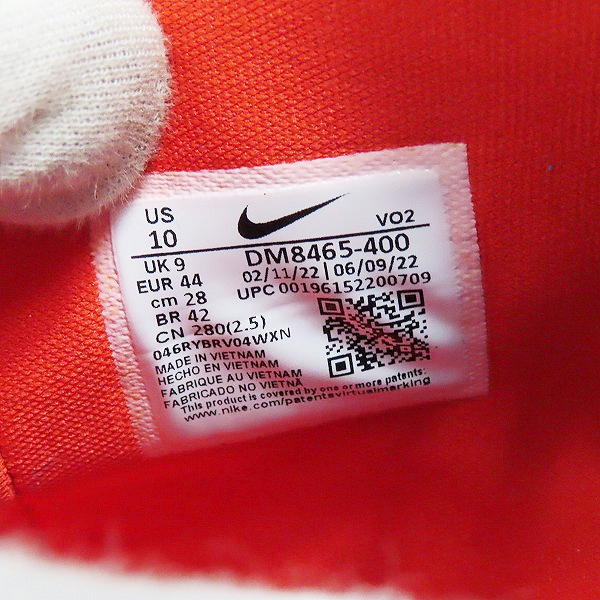 US
10
VO2
UK 9
EUR 44
cm 28
BR 42
CN 280(2.5)
DM8465-400
02/11/22 | 06/09/22
UPC 00196152200709
046RYBRV04WXN
MADE IN VIETNAM
HECHO EN VIETNAM
FABRIQUE AU VIETNAM
FABRICADO NO VIETNÃ
This product is covered by one or more patents:
www.nike.com/patentsvirtualmarking